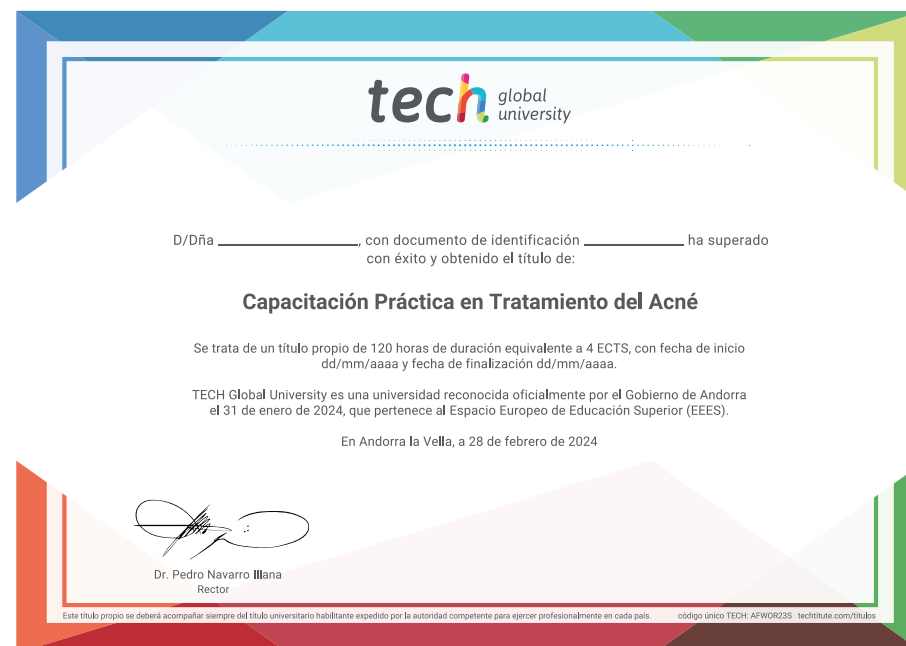 tech global
university
D/Dña ____________________, con documento de identificación ______________ ha superado
con éxito y obtenido el título de:
Capacitación Práctica en Tratamiento del Acné
Se trata de un título propio de 120 horas de duración equivalente a 4 ECTS, con fecha de inicio
dd/mm/aaaa y fecha de finalización dd/mm/aaaa.
TECH Global University es una universidad reconocida oficialmente por el Gobierno de Andorra
el 31 de enero de 2024, que pertenece al Espacio Europeo de Educación Superior (EEES).
En Andorra la Vella, a 28 de febrero de 2024
Dr. Pedro Navarro Illana
Rector
Este título propio se deberá acompañar siempre del título universitario habilitante expedido por la autoridad competente para ejercer profesionalmente en cada país. código único TECH: AFWOR23S techtitute.com/titulos